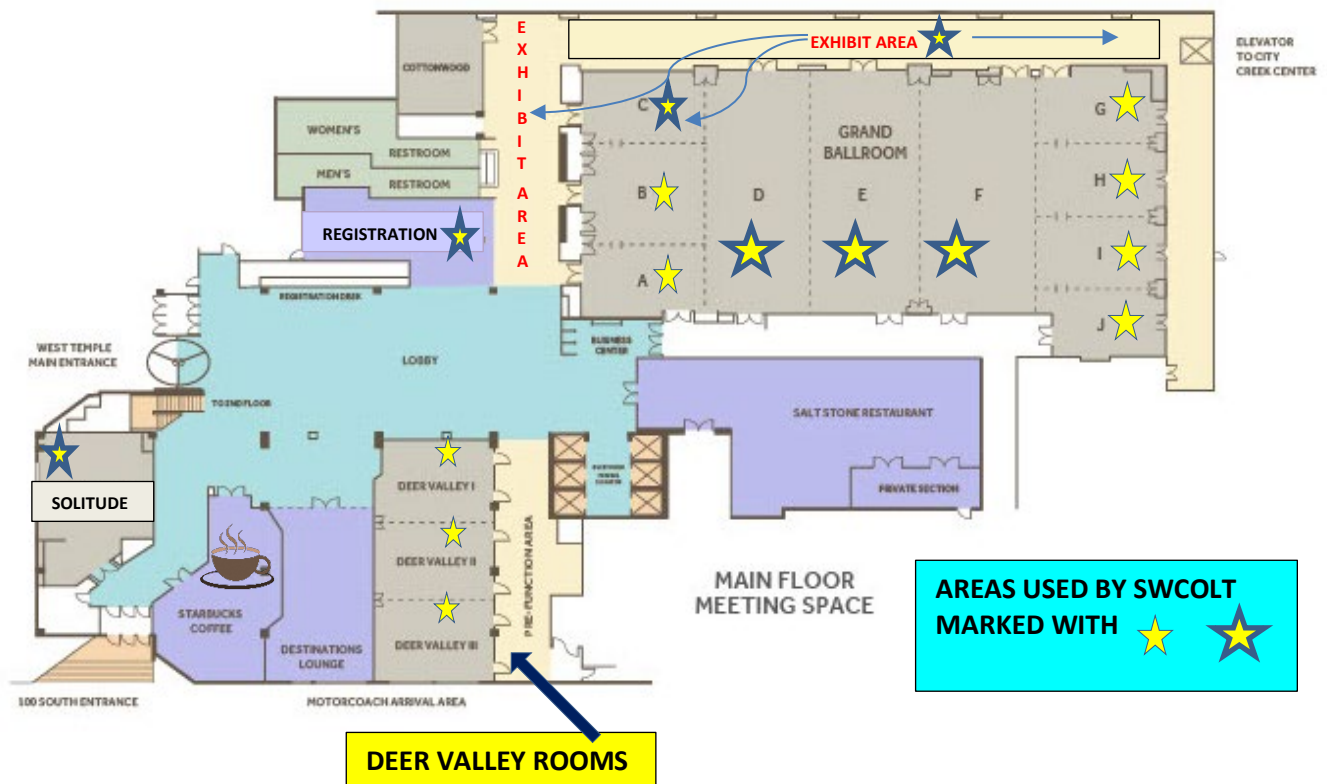 EXHIBIT AREA
EXHIBIT AREA
ELEVATOR
TO CITY
CREEK CENTER
COTTONWOOD
C
G
GRAND
BALLROOM
WOMEN'S
RESTROOM
MEN'S
RESTROOM
B
D
E
F
H
REGISTRATION
A
I
REGISTRATION DESK
J
BUSINESS
CENTER
WEST TEMPLE
MAIN ENTRANCE
LOBBY
TO 2ND FLOOR
SALT STONE RESTAURANT
DEER VALLEY I
PRIVATE SECTION
SOLITUDE
DEER VALLEY II
PRE-FUNCTION AREA
MAIN FLOOR
MEETING SPACE
AREAS USED BY SWCOLT
MARKED WITH
STARBUCKS
COFFEE
DESTINATIONS
LOUNGE
DEER VALLEY III
100 SOUTH ENTRANCE
MOTORCOACH ARRIVAL AREA
DEER VALLEY ROOMS